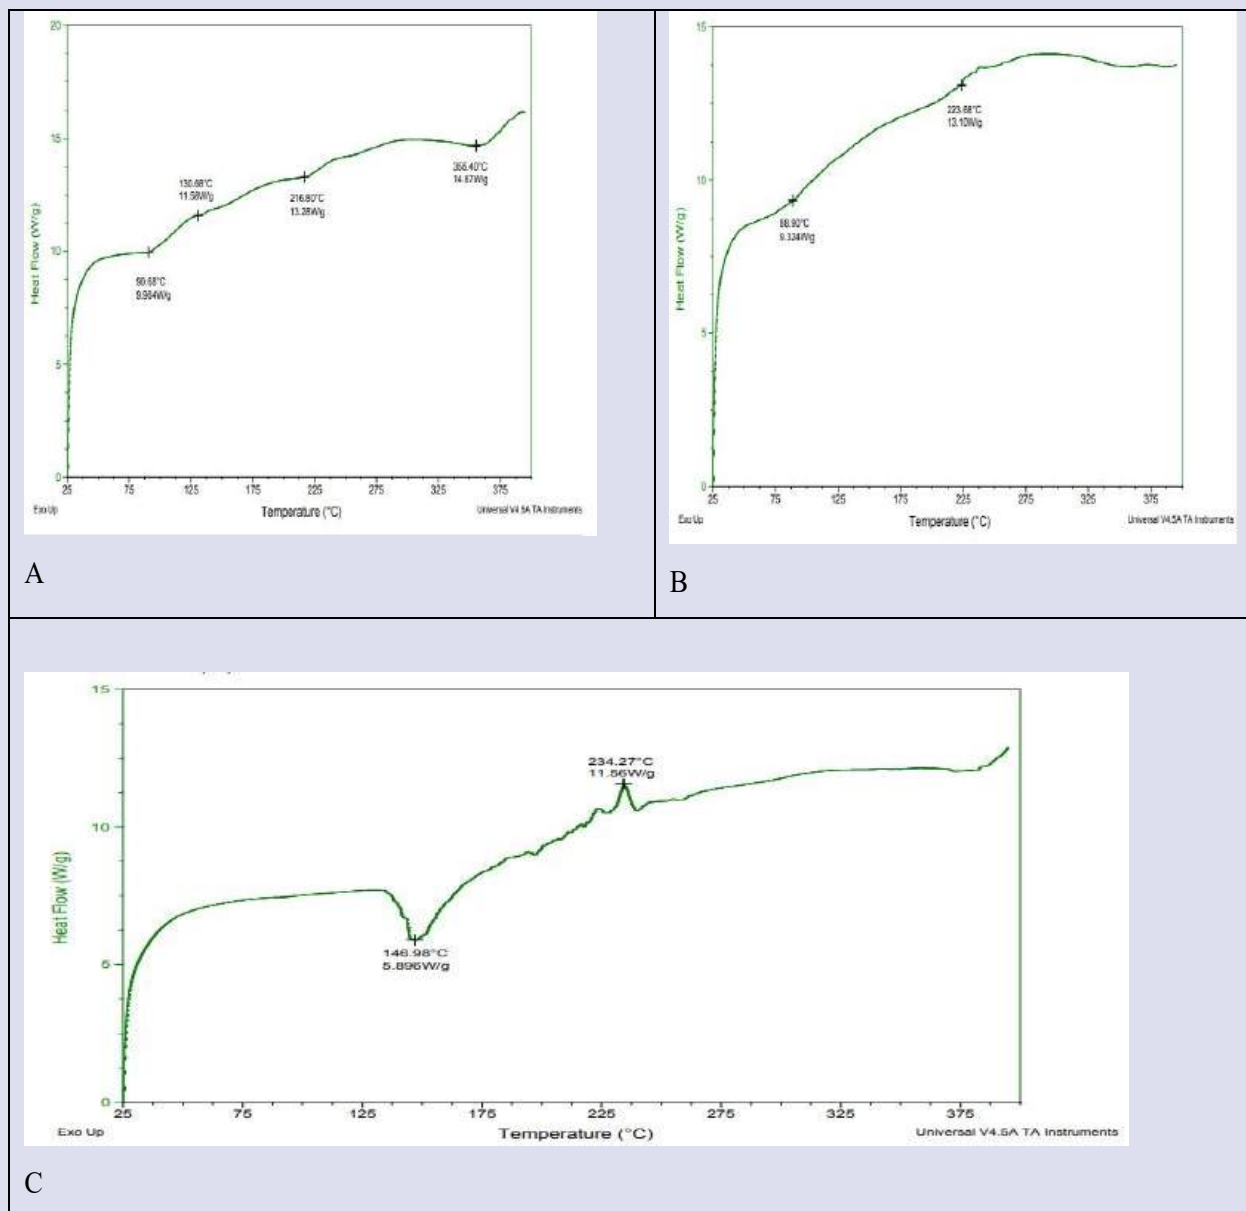 20
15
10
5
0
Heat Flow (W/g)
130.68°C
11.58W/g
90.68°C
9.964W/g
216.80°C
13.28W/g
14.67W/g
25 75 125 175 225 275 325 375
Exo Up
Temperature (°C)
Universal V4.5A TA Instruments
A
15
10
5
0
Heat Flow (W/g)
223.68°C
13.10W/g
88.90°C
9.324W/g
25 75 125 175 225 275 325 375
Exo Up
Temperature (°C)
Universal V4.5A TA Instruments
B
15
10
5
0
Heat Flow (W/g)
234.27°C
11.56W/g
146.98°C
5.896W/g
25 75 125 175 225 275 325 375
Exo Up
Temperature (°C)
Universal V4.5A TA Instruments
C